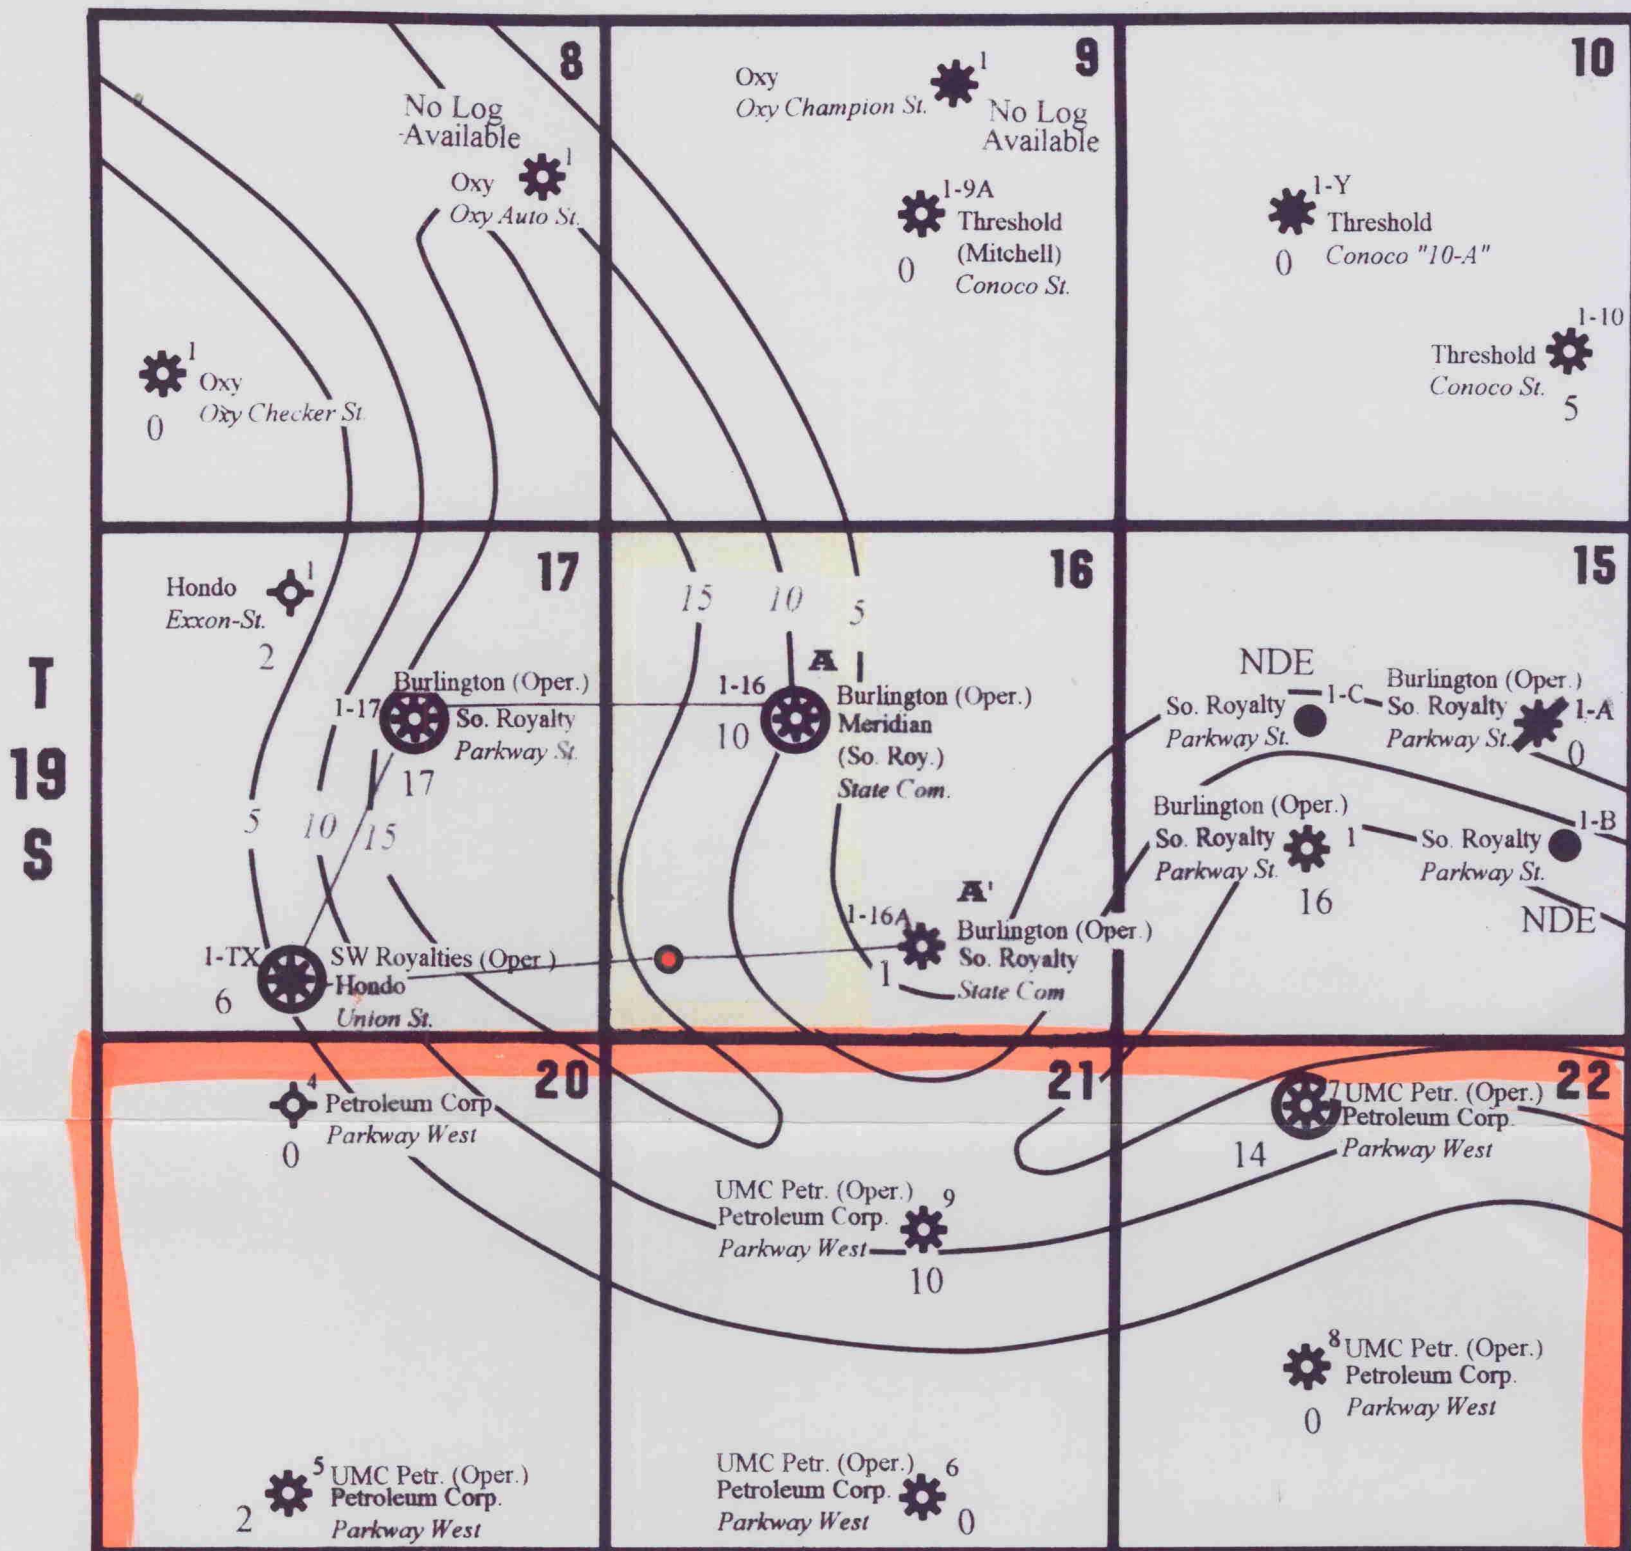 8
No Log
Available
1
Oxy
Oxy Auto St.
1
Oxy
0
Oxy Checker St.
9
1
Oxy
Oxy Champion St.
No Log
Available
1-9A
Threshold
(Mitchell)
0
Conoco St.
10
1-Y
Threshold
0
Conoco "10-A"
1-10
Threshold
Conoco St.
5
T
19
S
17
1
Hondo
Exxon-St.
2
Burlington (Oper.)
1-17
So. Royalty
Parkway St.
17
5
10
15
1-TX
SW Royalties (Oper.)
6
Hondo
Union St.
16
15
10
5
A
1-16
Burlington (Oper.)
Meridian
10
(So. Roy.)
State Com.
A'
1-16A
Burlington (Oper.)
So. Royalty
1
State Com
15
NDE
1-C
So. Royalty
Parkway St.
Burlington (Oper.)
So. Royalty
1-A
Parkway St.
0
Burlington (Oper.)
So. Royalty
1
Parkway St.
16
1-B
So. Royalty
Parkway St.
NDE
20
4
Petroleum Corp.
Parkway West
0
5
UMC Petr. (Oper.)
Petroleum Corp.
2
Parkway West
21
UMC Petr. (Oper.)
9
Petroleum Corp.
Parkway West
10
UMC Petr. (Oper.)
6
Petroleum Corp.
Parkway West
0
22
7
UMC Petr. (Oper.)
Petroleum Corp.
14
Parkway West
8
UMC Petr. (Oper.)
Petroleum Corp.
0
Parkway West